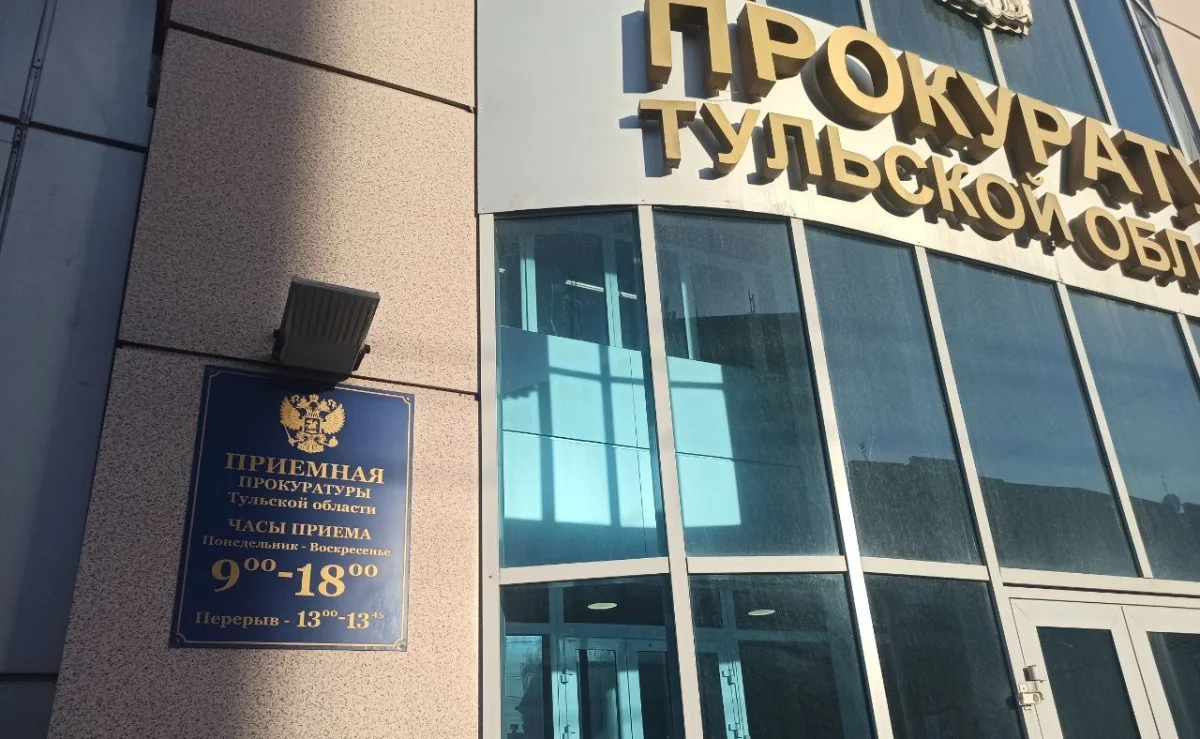 ПРОКУРАТУ
ТУЛЬСКОЙ ОБЛ
ПРИЕМНАЯ
ПРОКУРАТУРЫ
Тульской области
ЧАСЫ ПРИЕМА
Понедельник - Воскресенье
9⁰⁰-18⁰⁰
Перерыв - 13⁰⁰-13⁴⁵